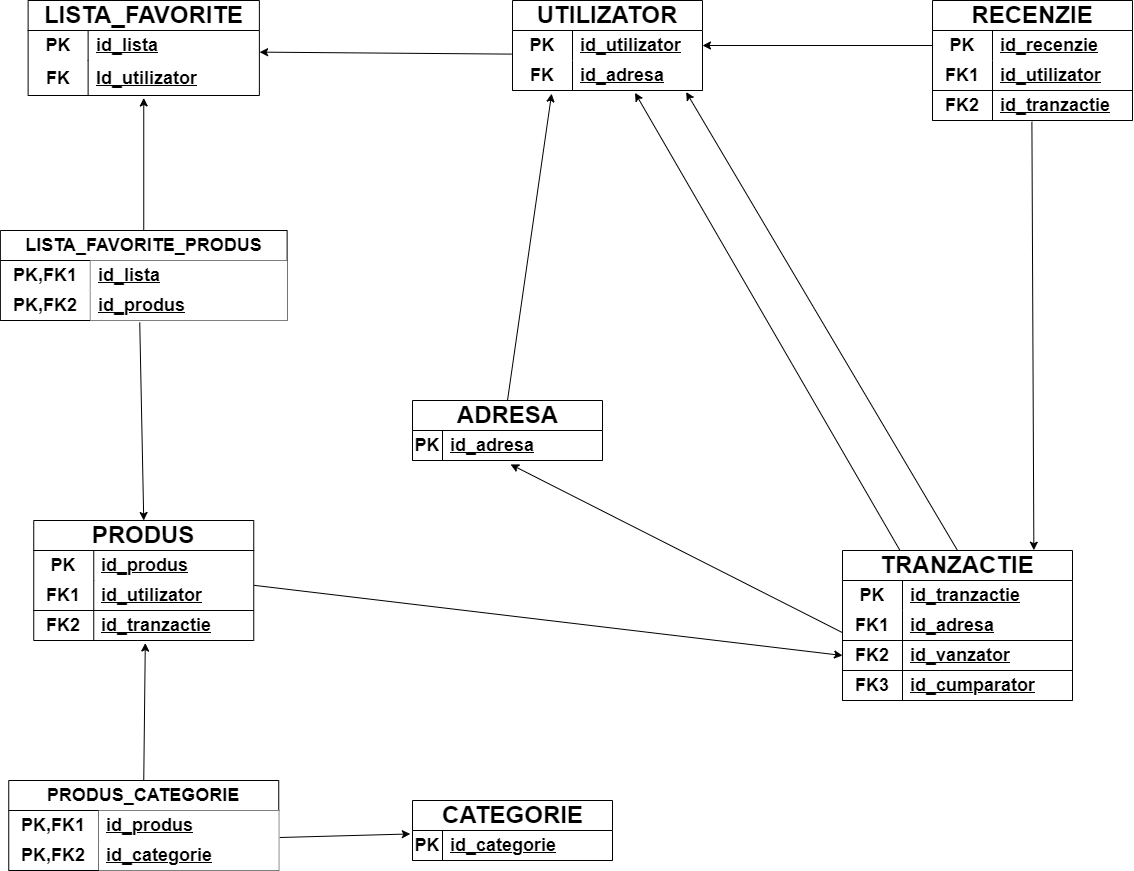 LISTA_FAVORITE
PK id_lista
FK Id_utilizator
UTILIZATOR
PK id_utilizator
FK id_adresa
RECENZIE
PK id_recenzie
FK1 id_utilizator
FK2 id_tranzactie
LISTA_FAVORITE_PRODUS
PK,FK1 id_lista
PK,FK2 id_produs
ADRESA
PK id_adresa
PRODUS
PK id_produs
FK1 id_utilizator
FK2 id_tranzactie
TRANZACTIE
PK id_tranzactie
FK1 id_adresa
FK2 id_vanzator
FK3 id_cumparator
PRODUS_CATEGORIE
PK,FK1 id_produs
PK,FK2 id_categorie
CATEGORIE
PK id_categorie